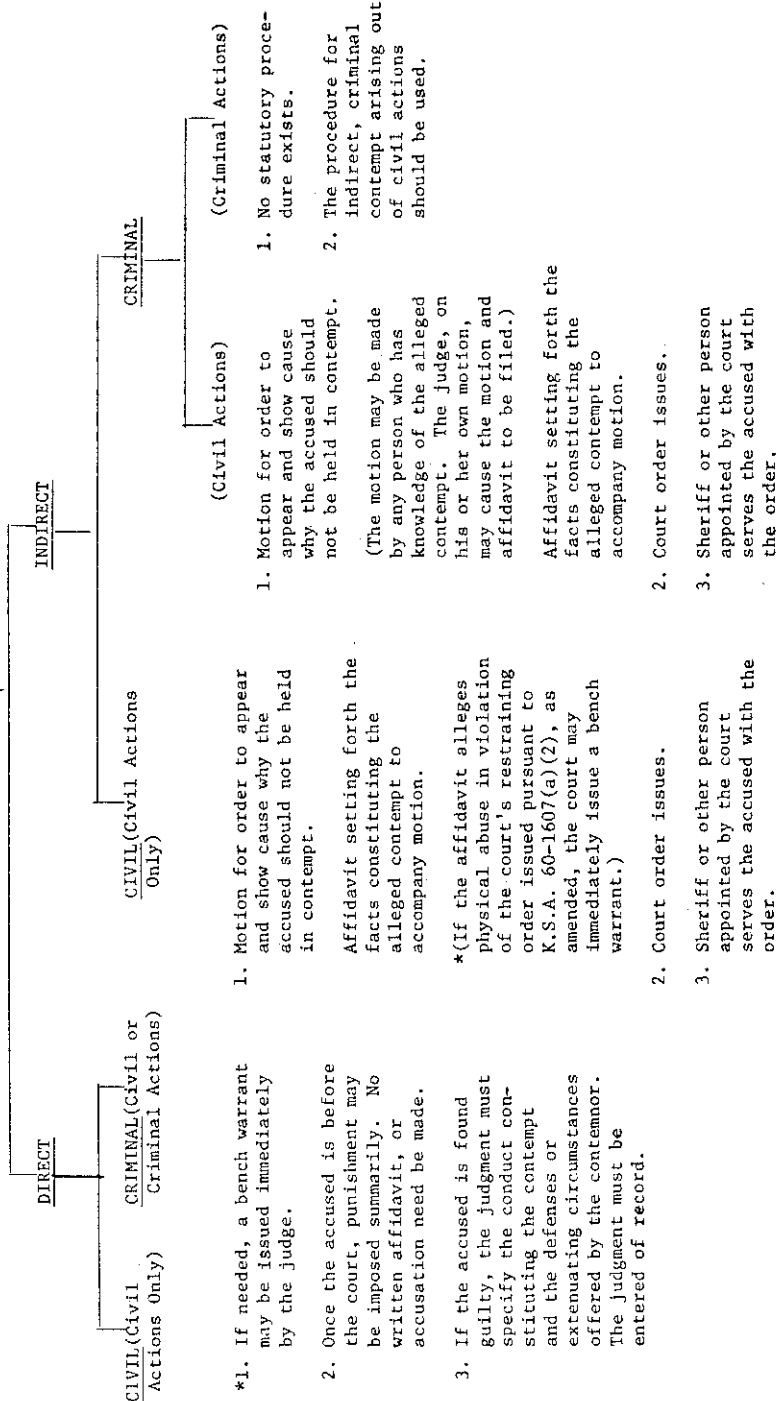 DIRECT
CIVIL(Civil
Actions Only)
CRIMINAL(Civil or
Criminal Actions)
*1. If needed, a bench warrant
may be issued immediately
by the judge.
2. Once the accused is before
the court, punishment may
be imposed summarily. No
written affidavit, or
accusation need be made.
3. If the accused is found
guilty, the judgment must
specify the conduct con-
stituting the contempt
and the defenses or
extenuating circumstances
offered by the contemnor.
The judgment must be
entered of record.
INDIRECT
CIVIL(Civil Actions
Only)
1. Motion for order to appear
and show cause why the
accused should not be held
in contempt.
Affidavit setting forth the
facts constituting the
alleged contempt to
accompany motion.
*(If the affidavit alleges
physical abuse in violation
of the court's restraining
order issued pursuant to
K.S.A. 60-1607(a)(2), as
amended, the court may
immediately issue a bench
warrant.)
2. Court order issues.
3. Sheriff or other person
appointed by the court
serves the accused with the
order.
CRIMINAL
(Civil Actions)
1. Motion for order to
appear and show cause
why the accused should
not be held in contempt.
(The motion may be made
by any person who has
knowledge of the alleged
contempt. The judge, on
his or her own motion,
may cause the motion and
affidavit to be filed.)
Affidavit setting forth the
facts constituting the
alleged contempt to
accompany motion.
2. Court order issues.
3. Sheriff or other person
appointed by the court
serves the accused with
the order.
(Criminal Actions)
1. No statutory proce-
dure exists.
2. The procedure for
indirect, criminal
contempt arising out
of civil actions
should be used.